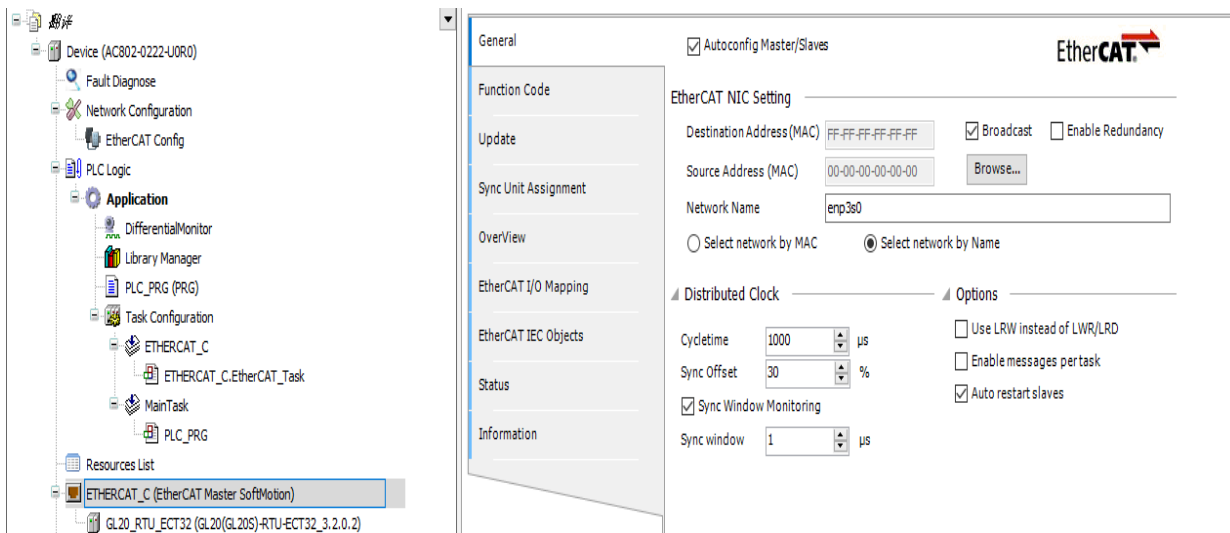 翻译
Device (AC802-0222-U0R0)
Fault Diagnose
Network Configuration
EtherCAT Config
PLC Logic
Application
DifferentialMonitor
Library Manager
PLC_PRG (PRG)
Task Configuration
ETHERCAT_C
ETHERCAT_C.EtherCAT_Task
MainTask
PLC_PRG
Resources List
ETHERCAT_C (EtherCAT Master SoftMotion)
GL20_RTU_ECT32 (GL20(GL20S)-RTU-ECT32_3.2.0.2)
General
Function Code
Update
Sync Unit Assignment
OverView
EtherCAT I/O Mapping
EtherCAT IEC Objects
Status
Information
Autoconfig Master/Slaves
EtherCAT.
EtherCAT NIC Setting
Destination Address (MAC) FF-FF-FF-FF-FF-FF Broadcast Enable Redundancy
Source Address (MAC) 00-00-00-00-00-00 Browse...
Network Name enp3s0
Select network by MAC Select network by Name
Distributed Clock
Cycletime 1000 µs
Sync Offset 30 %
Sync Window Monitoring
Sync window 1 µs
Options
Use LRW instead of LWR/LRD
Enable messages per task
Auto restart slaves